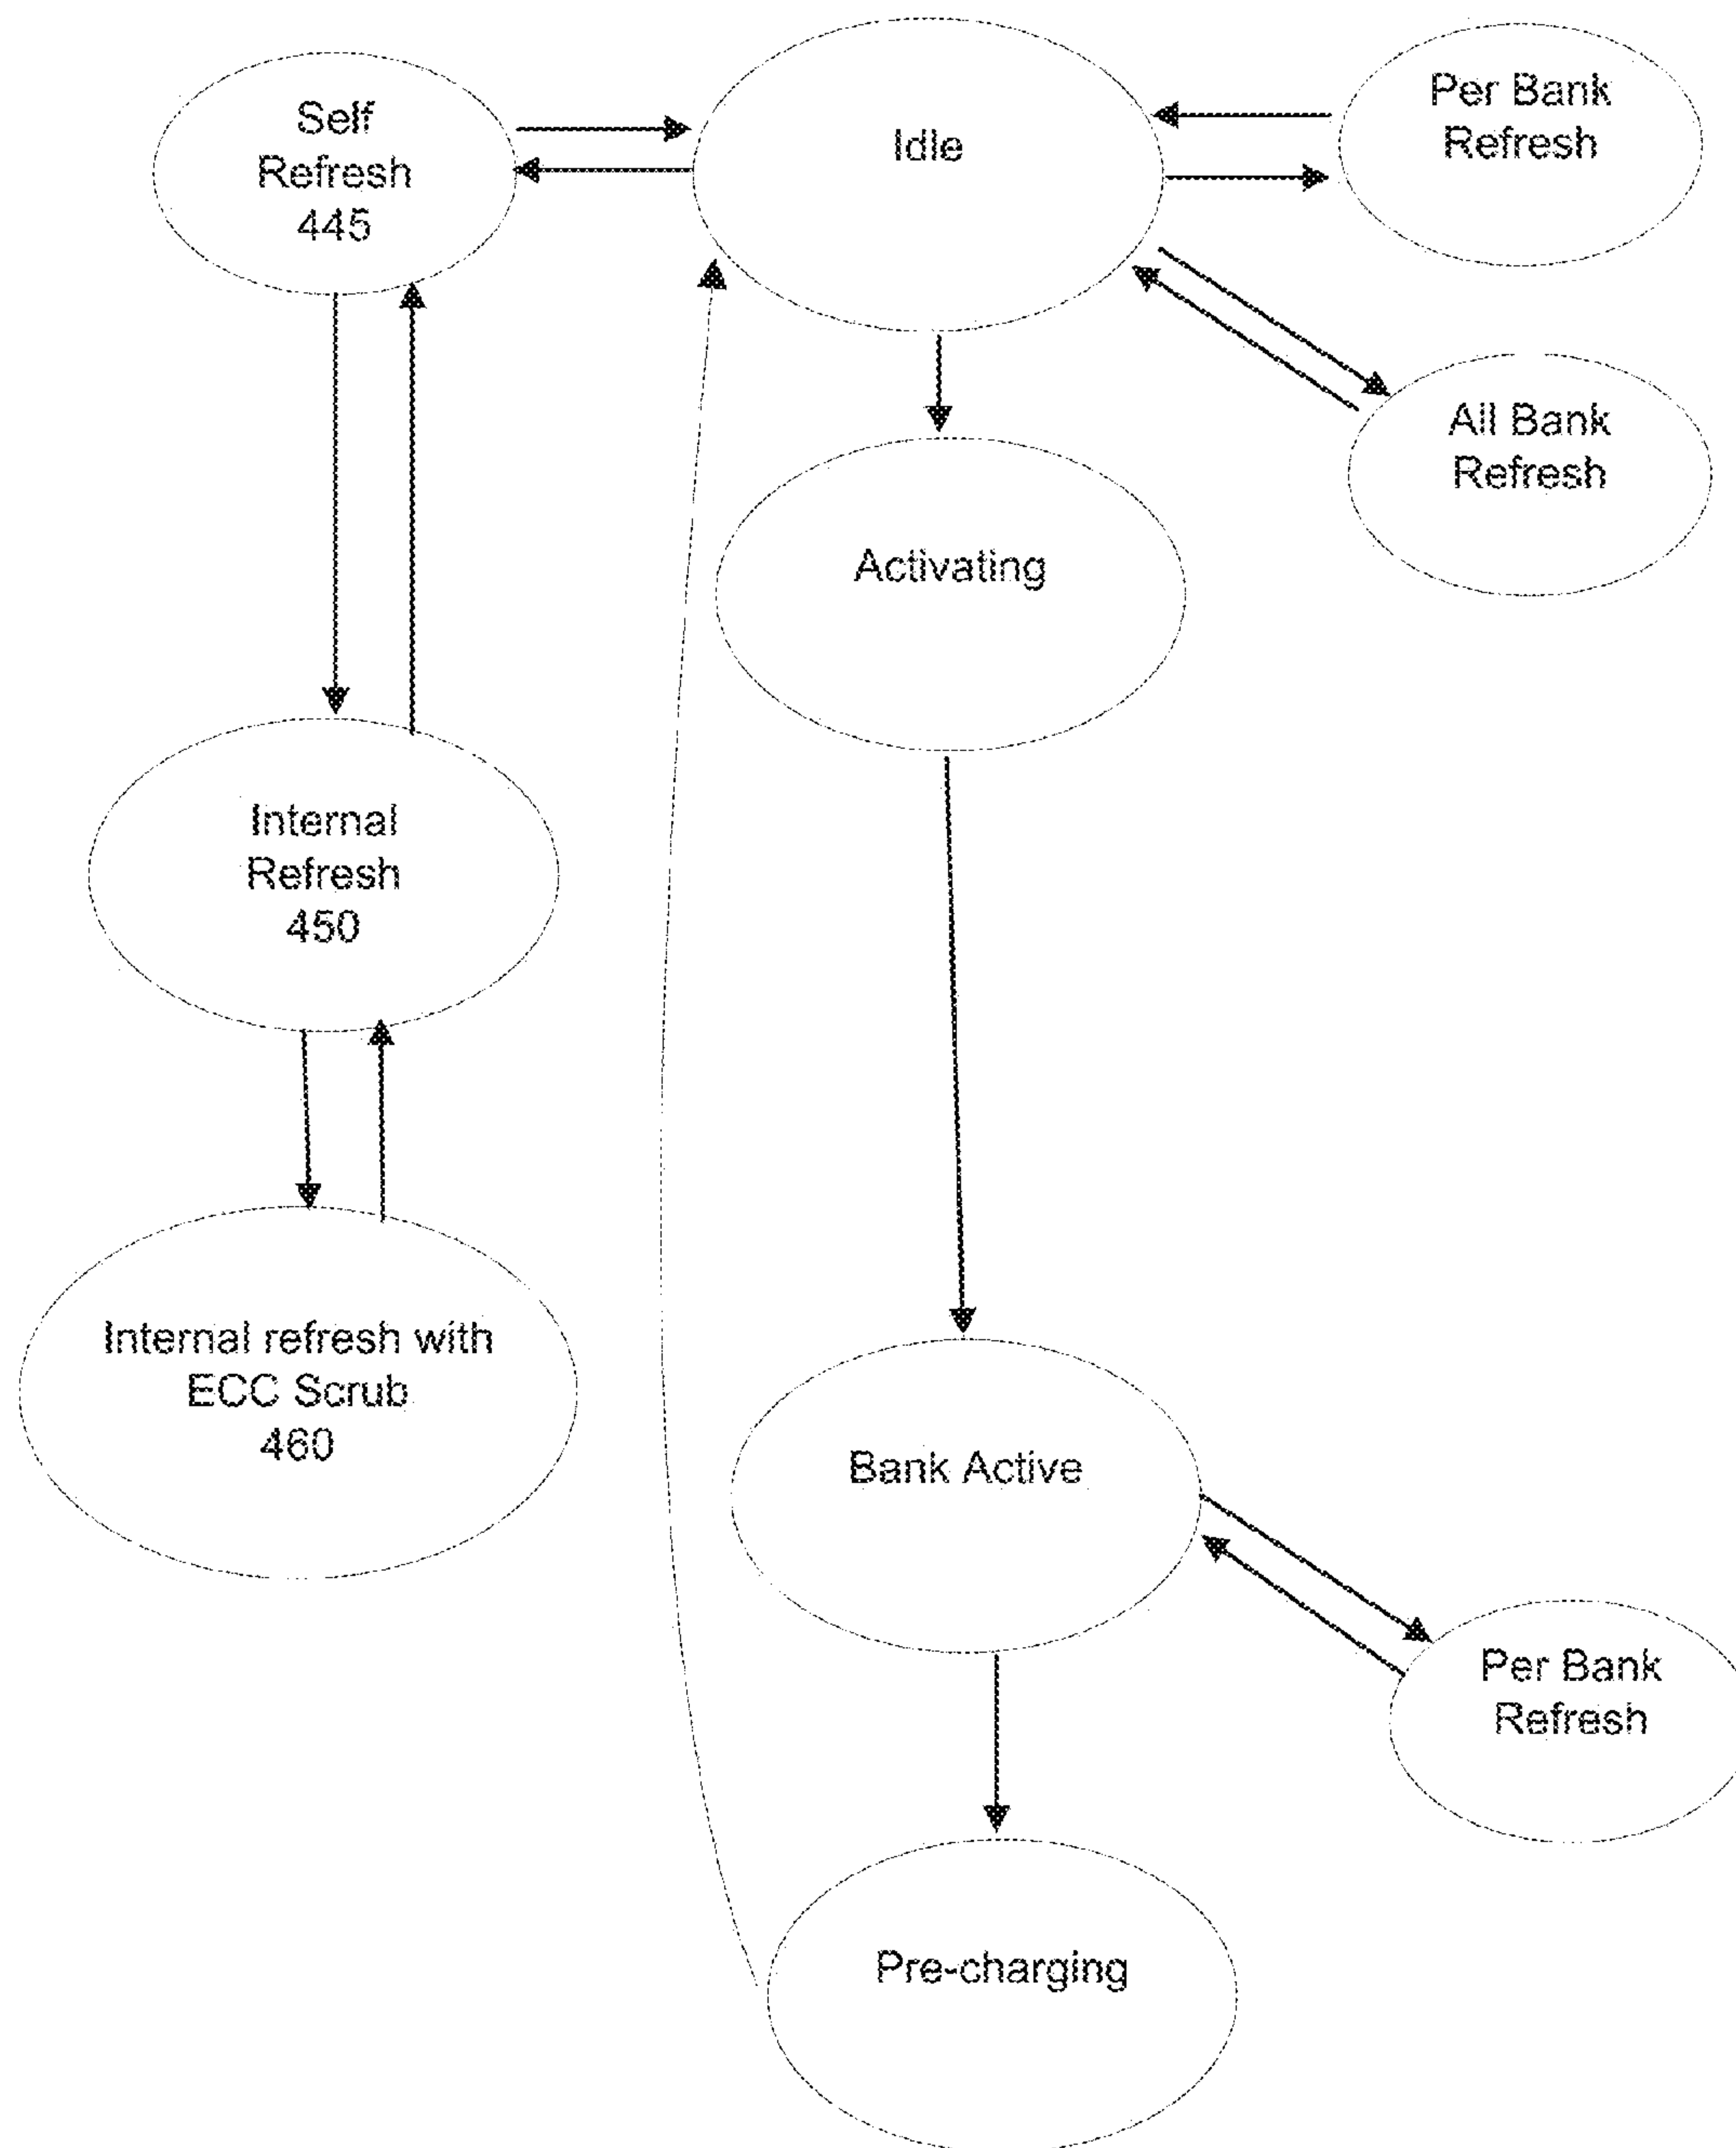 Self
Refresh
445
Idle
Per Bank
Refresh
All Bank
Refresh
Activating
Internal
Refresh
450
Internal refresh with
ECC Scrub
460
Bank Active
Per Bank
Refresh
Pre-charging